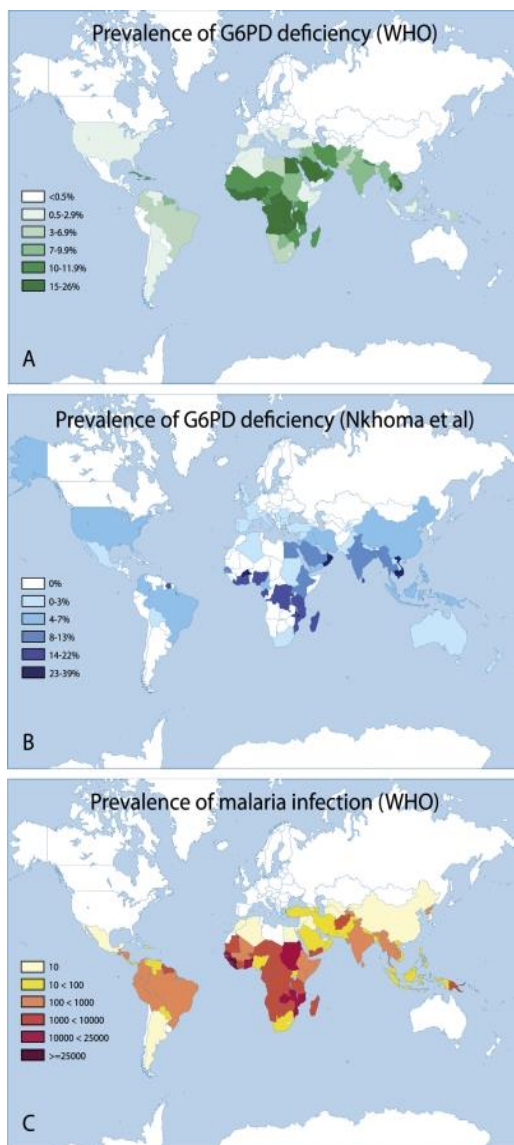 Prevalence of G6PD deficiency (WHO)
<0.5%
0.5-2.9%
3-6.9%
7-9.9%
10-11.9%
15-26%
A
Prevalence of G6PD deficiency (Nkhoma et al)
0%
0-3%
4-7%
8-13%
14-22%
23-39%
B
Prevalence of malaria infection (WHO)
10
10 < 100
100 < 1000
1000 < 10000
10000 < 25000
>=25000
C